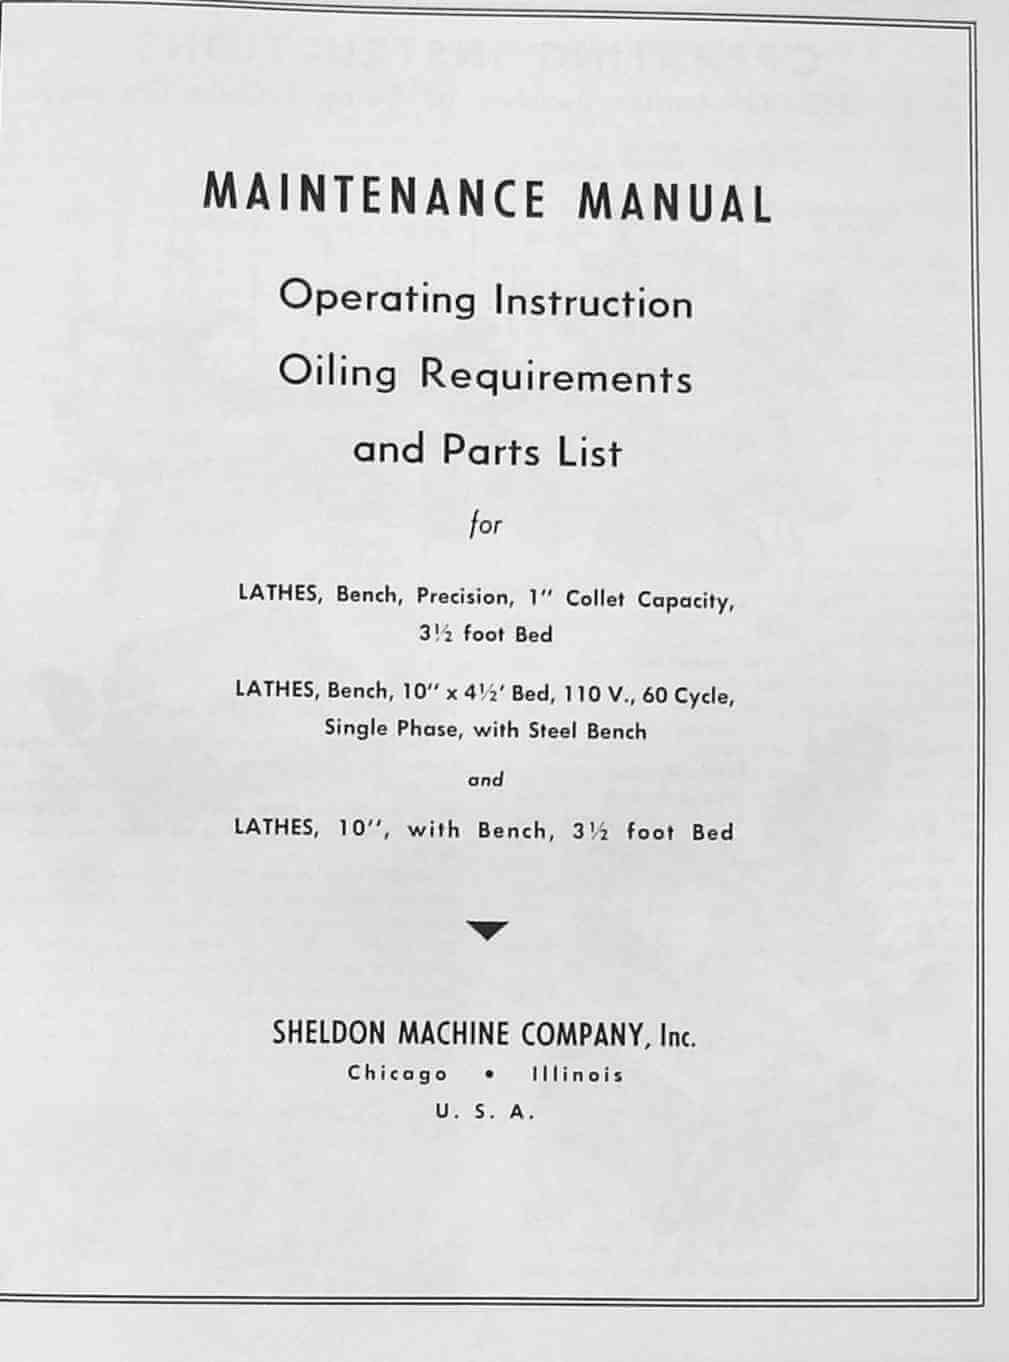 MAINTENANCE MANUAL
Operating Instruction
Oiling Requirements
and Parts List
for
LATHES, Bench, Precision, 1" Collet Capacity,
3½ foot Bed
LATHES, Bench, 10" x 4½' Bed, 110 V., 60 Cycle,
Single Phase, with Steel Bench
and
LATHES, 10", with Bench, 3½ foot Bed
SHELDON MACHINE COMPANY, Inc.
Chicago • Illinois
U. S. A.